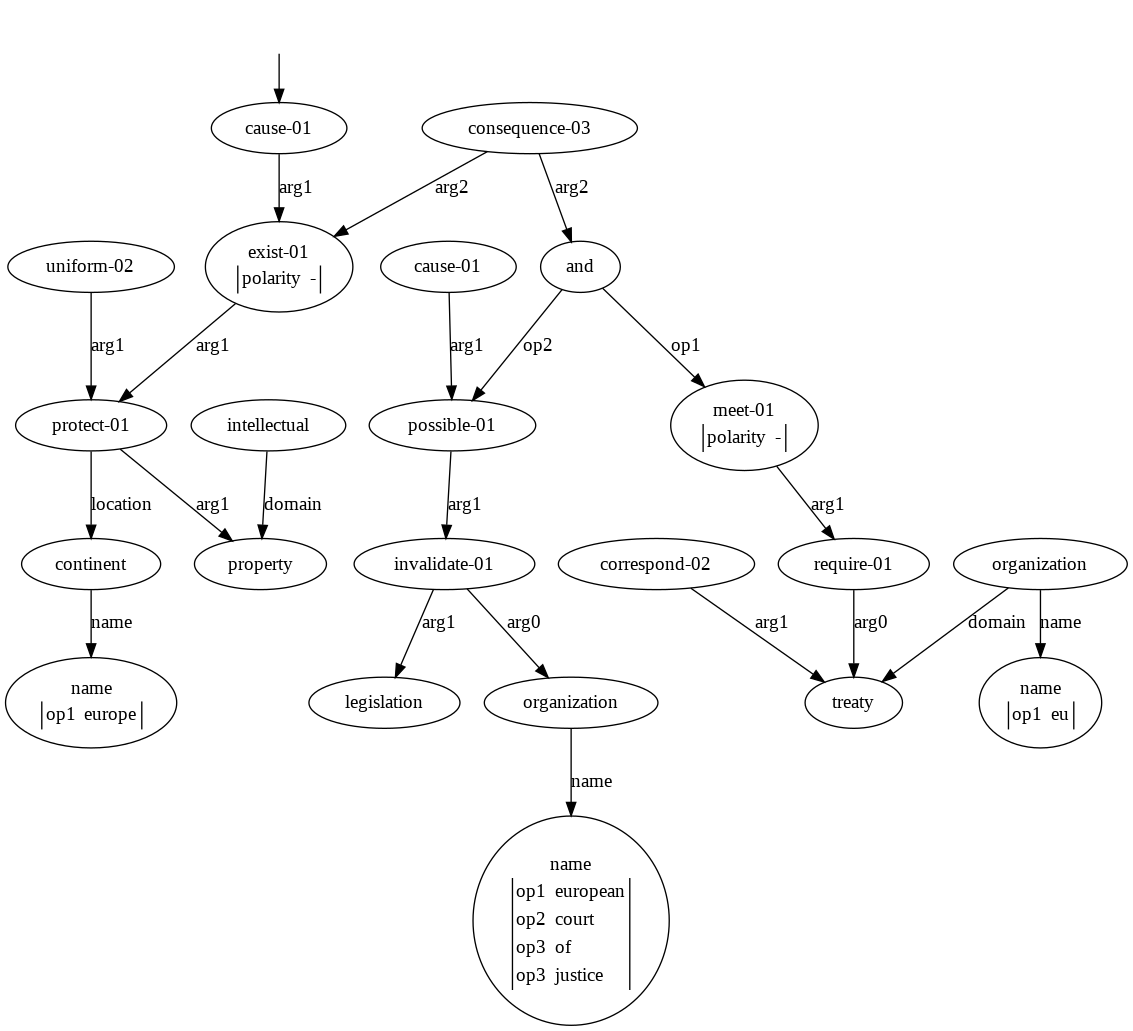 cause-01
consequence-03
arg1
arg2
arg2
uniform-02
exist-01
polarity -
cause-01
and
arg1
arg1
arg1
op2
op1
protect-01
intellectual
possible-01
meet-01
polarity -
location
arg1
domain
arg1
arg1
continent
property
invalidate-01
correspond-02
require-01
organization
name
arg1
arg0
arg1
arg0
domain
name
name
op1 europe
legislation
organization
treaty
name
op1 eu
name
name
op1 european
op2 court
op3 of
op3 justice